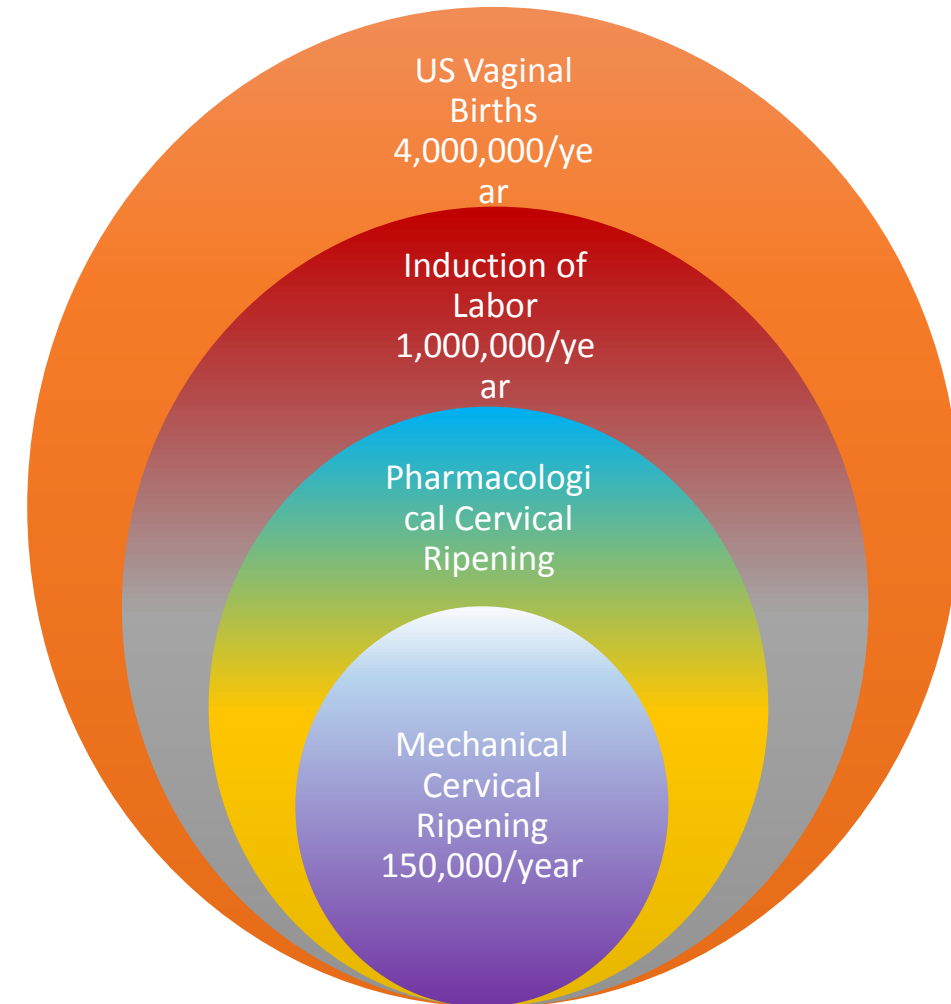 US Vaginal
Births
4,000,000/ye
ar
Induction of
Labor
1,000,000/ye
ar
Pharmacologi
cal Cervical
Ripening
Mechanical
Cervical
Ripening
150,000/year